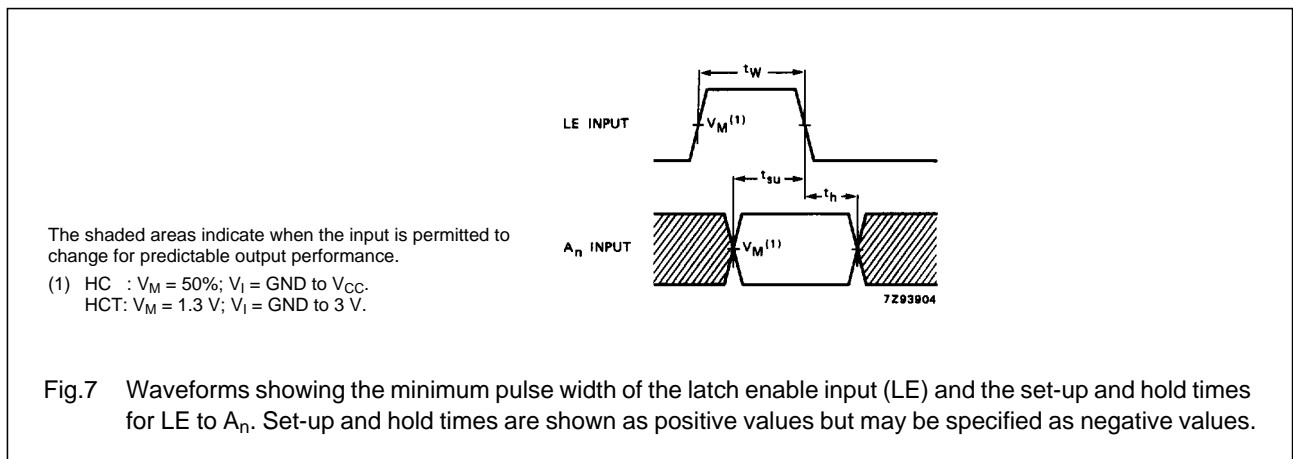 tW
LE INPUT
VM(1)
tsu
th
An INPUT
VM(1)
7Z93904
The shaded areas indicate when the input is permitted to
change for predictable output performance.
(1) HC : VM = 50%; VI = GND to VCC.
HCT: VM = 1.3 V; VI = GND to 3 V.
Fig.7 Waveforms showing the minimum pulse width of the latch enable input (LE) and the set-up and hold times
for LE to An. Set-up and hold times are shown as positive values but may be specified as negative values.